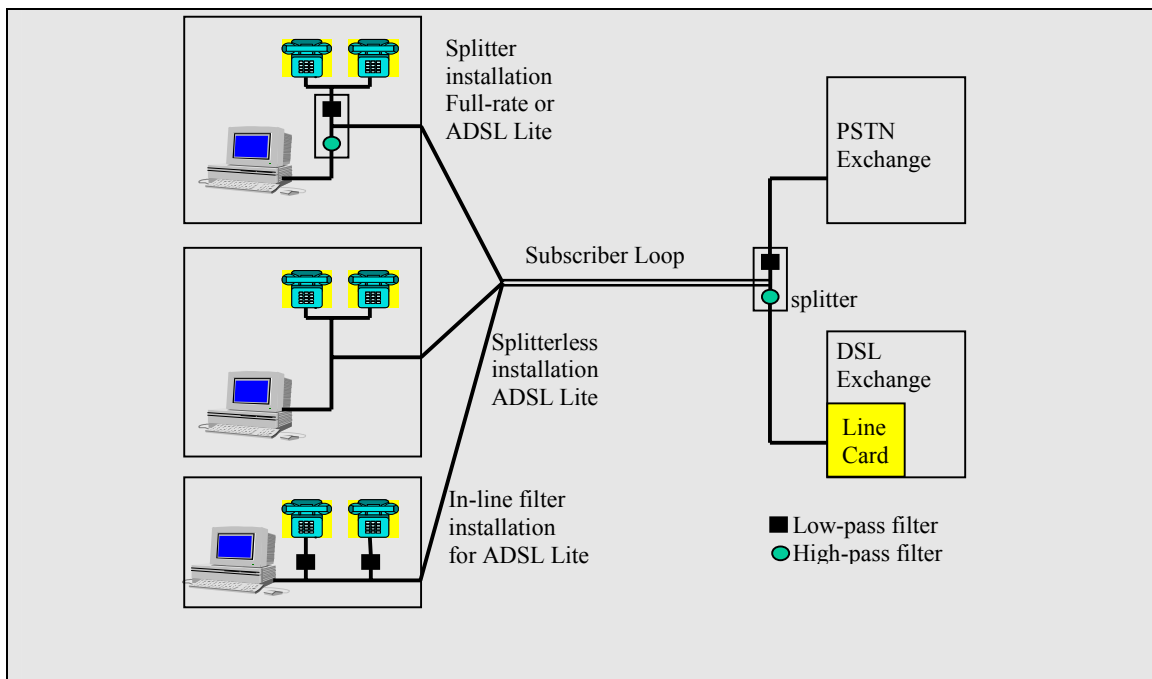 Splitter
installation
Full-rate or
ADSL Lite
PSTN
Exchange
Subscriber Loop
splitter
Splitterless
installation
ADSL Lite
DSL
Exchange
Line
Card
In-line filter
installation
for ADSL Lite
Low-pass filter
High-pass filter